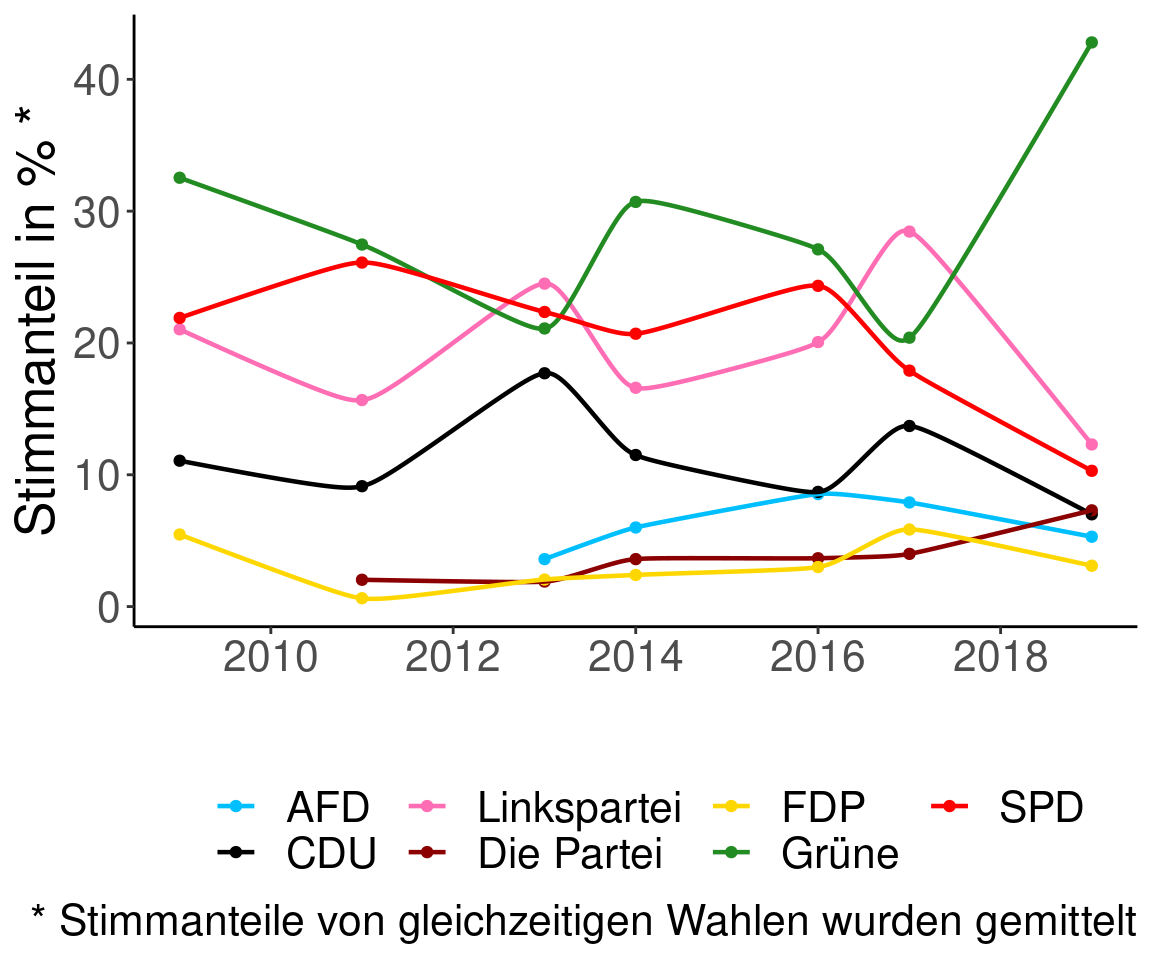 Stimmanteil in % *
40
30
20
10
0
2010 2012 2014 2016 2018
AFD Linkspartei FDP SPD
CDU Die Partei Grüne
* Stimmanteile von gleichzeitigen Wahlen wurden gemittelt